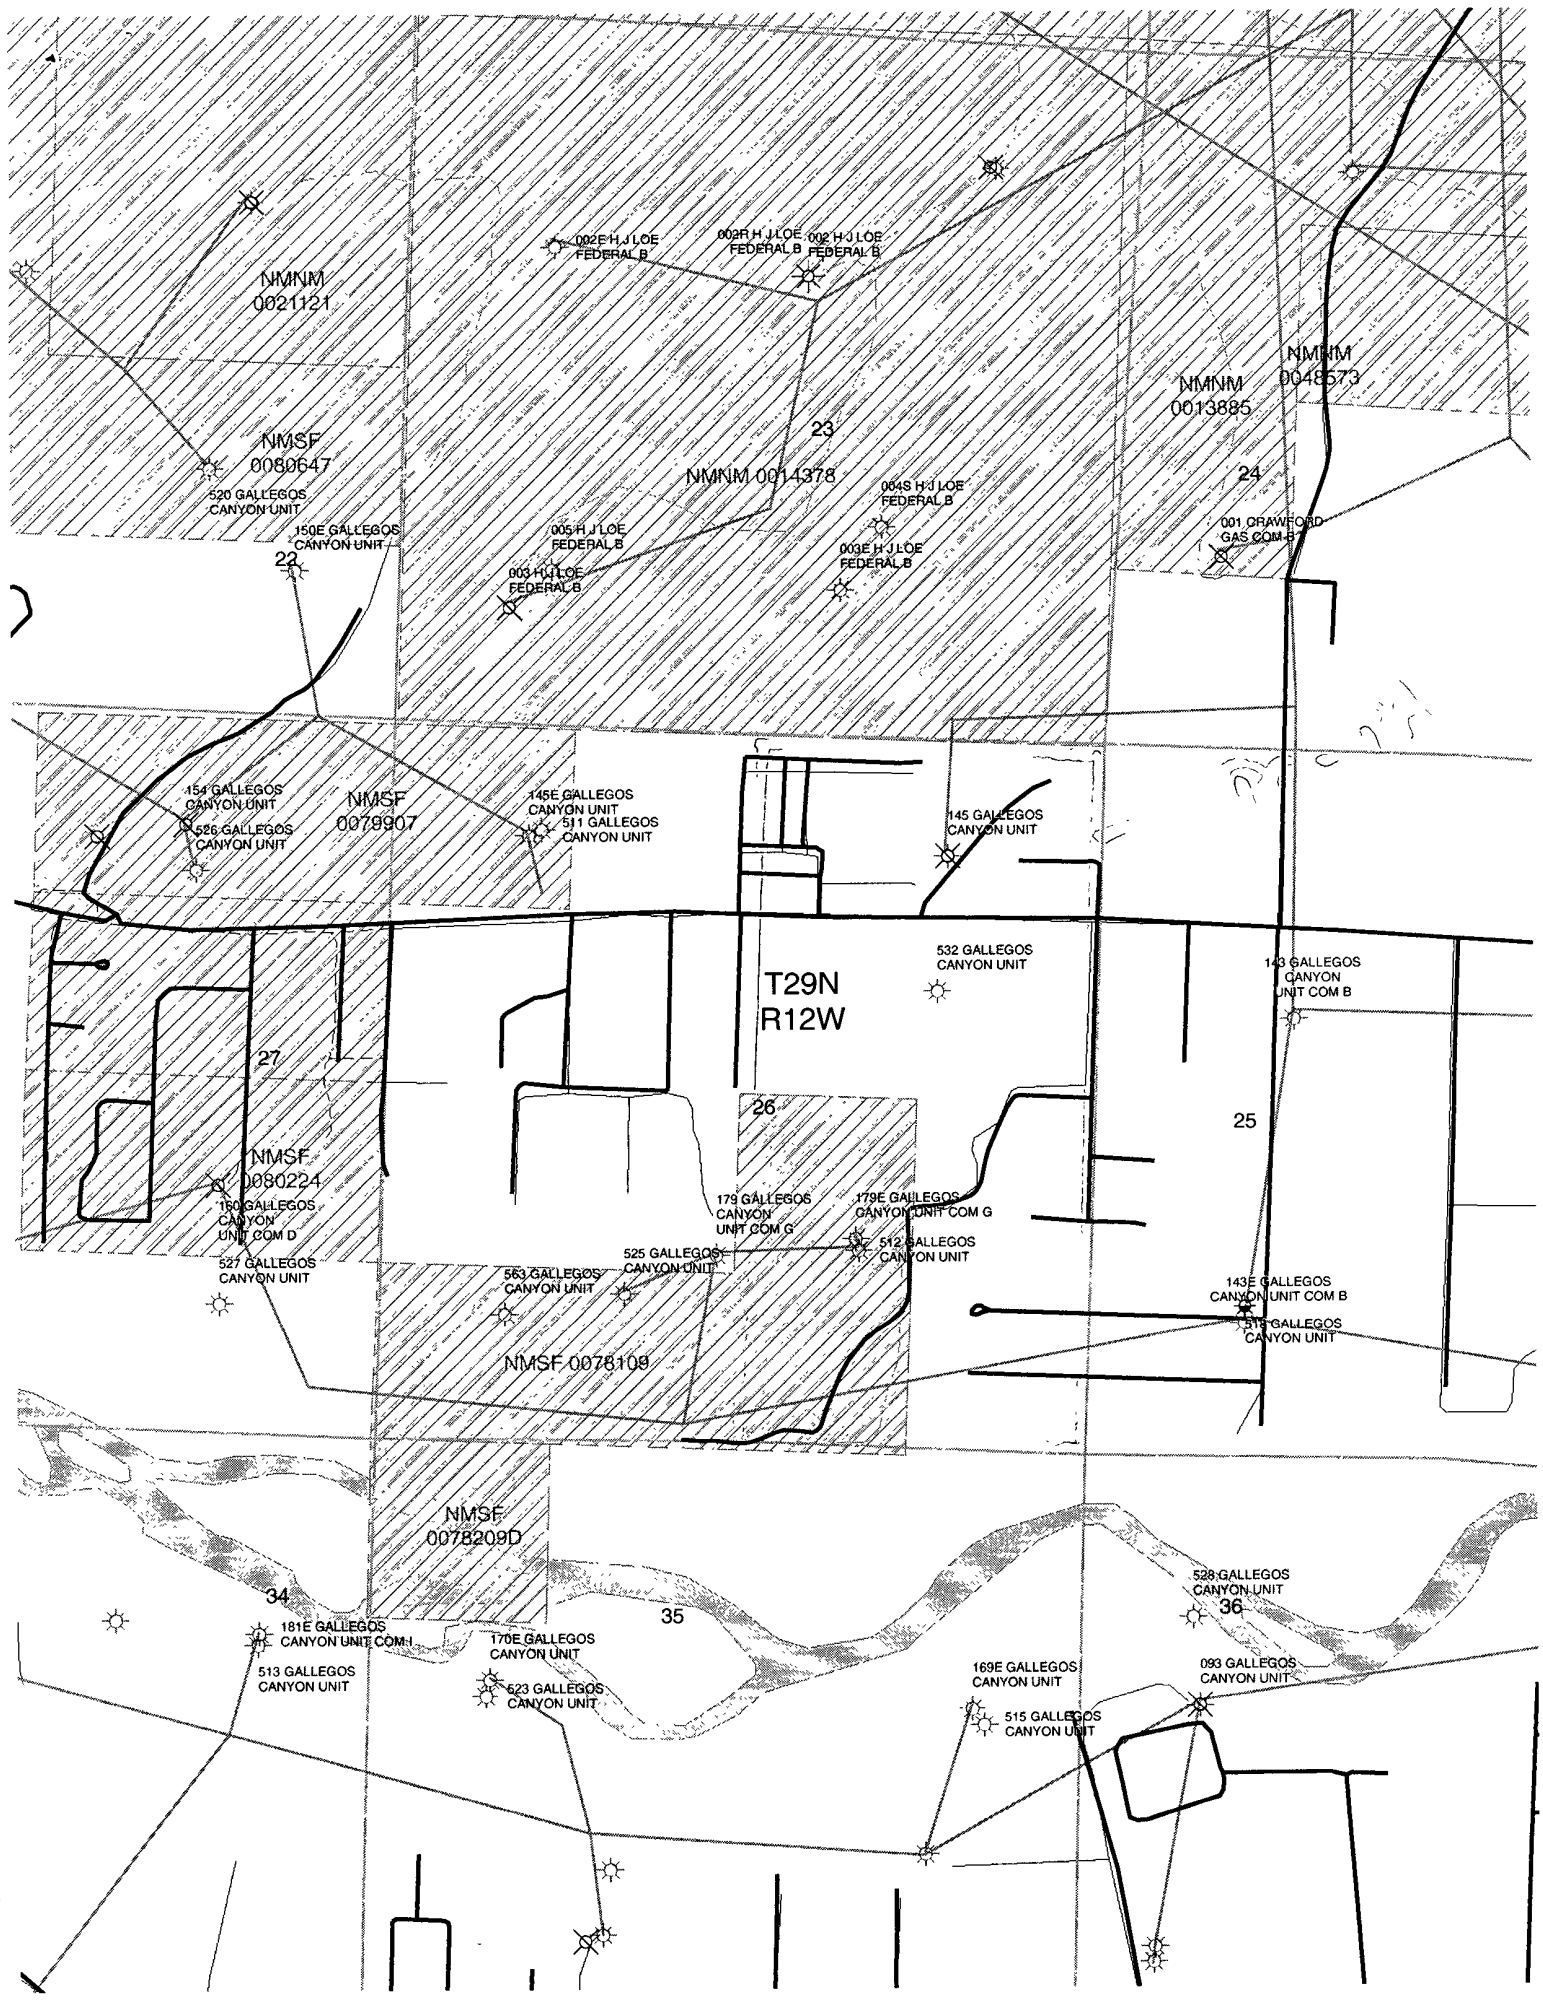 002E H J LOE
FEDERAL B
002R H J LOE
FEDERAL B
002 H J LOE
FEDERAL B
NMNM
0021121
NMNM
0048573
NMNM
0013885
23
NMSF
0080647
NMNM 0014378
24
520 GALLEGOS
CANYON UNIT
004S H J LOE
FEDERAL B
150E GALLEGOS
CANYON UNIT
22
005 H J LOE
FEDERAL B
001 CRAWFORD
GAS COM B
003E H J LOE
FEDERAL B
003 H J LOE
FEDERAL B
154 GALLEGOS
CANYON UNIT
526 GALLEGOS
CANYON UNIT
NMSF
0079907
145E GALLEGOS
CANYON UNIT
511 GALLEGOS
CANYON UNIT
145 GALLEGOS
CANYON UNIT
532 GALLEGOS
CANYON UNIT
T29N
R12W
143 GALLEGOS
CANYON
UNIT COM B
27
26
25
NMSF
0080224
160 GALLEGOS
CANYON
UNIT COM D
179 GALLEGOS
CANYON
UNIT COM G
179E GALLEGOS
CANYON UNIT COM G
512 GALLEGOS
CANYON UNIT
527 GALLEGOS
CANYON UNIT
525 GALLEGOS
CANYON UNIT
563 GALLEGOS
CANYON UNIT
143E GALLEGOS
CANYON UNIT COM B
518 GALLEGOS
CANYON UNIT
NMSF 0078109
NMSF
0078209D
34
35
528 GALLEGOS
CANYON UNIT
36
181E GALLEGOS
CANYON UNIT COM I
513 GALLEGOS
CANYON UNIT
170E GALLEGOS
CANYON UNIT
523 GALLEGOS
CANYON UNIT
169E GALLEGOS
CANYON UNIT
515 GALLEGOS
CANYON UNIT
093 GALLEGOS
CANYON UNIT